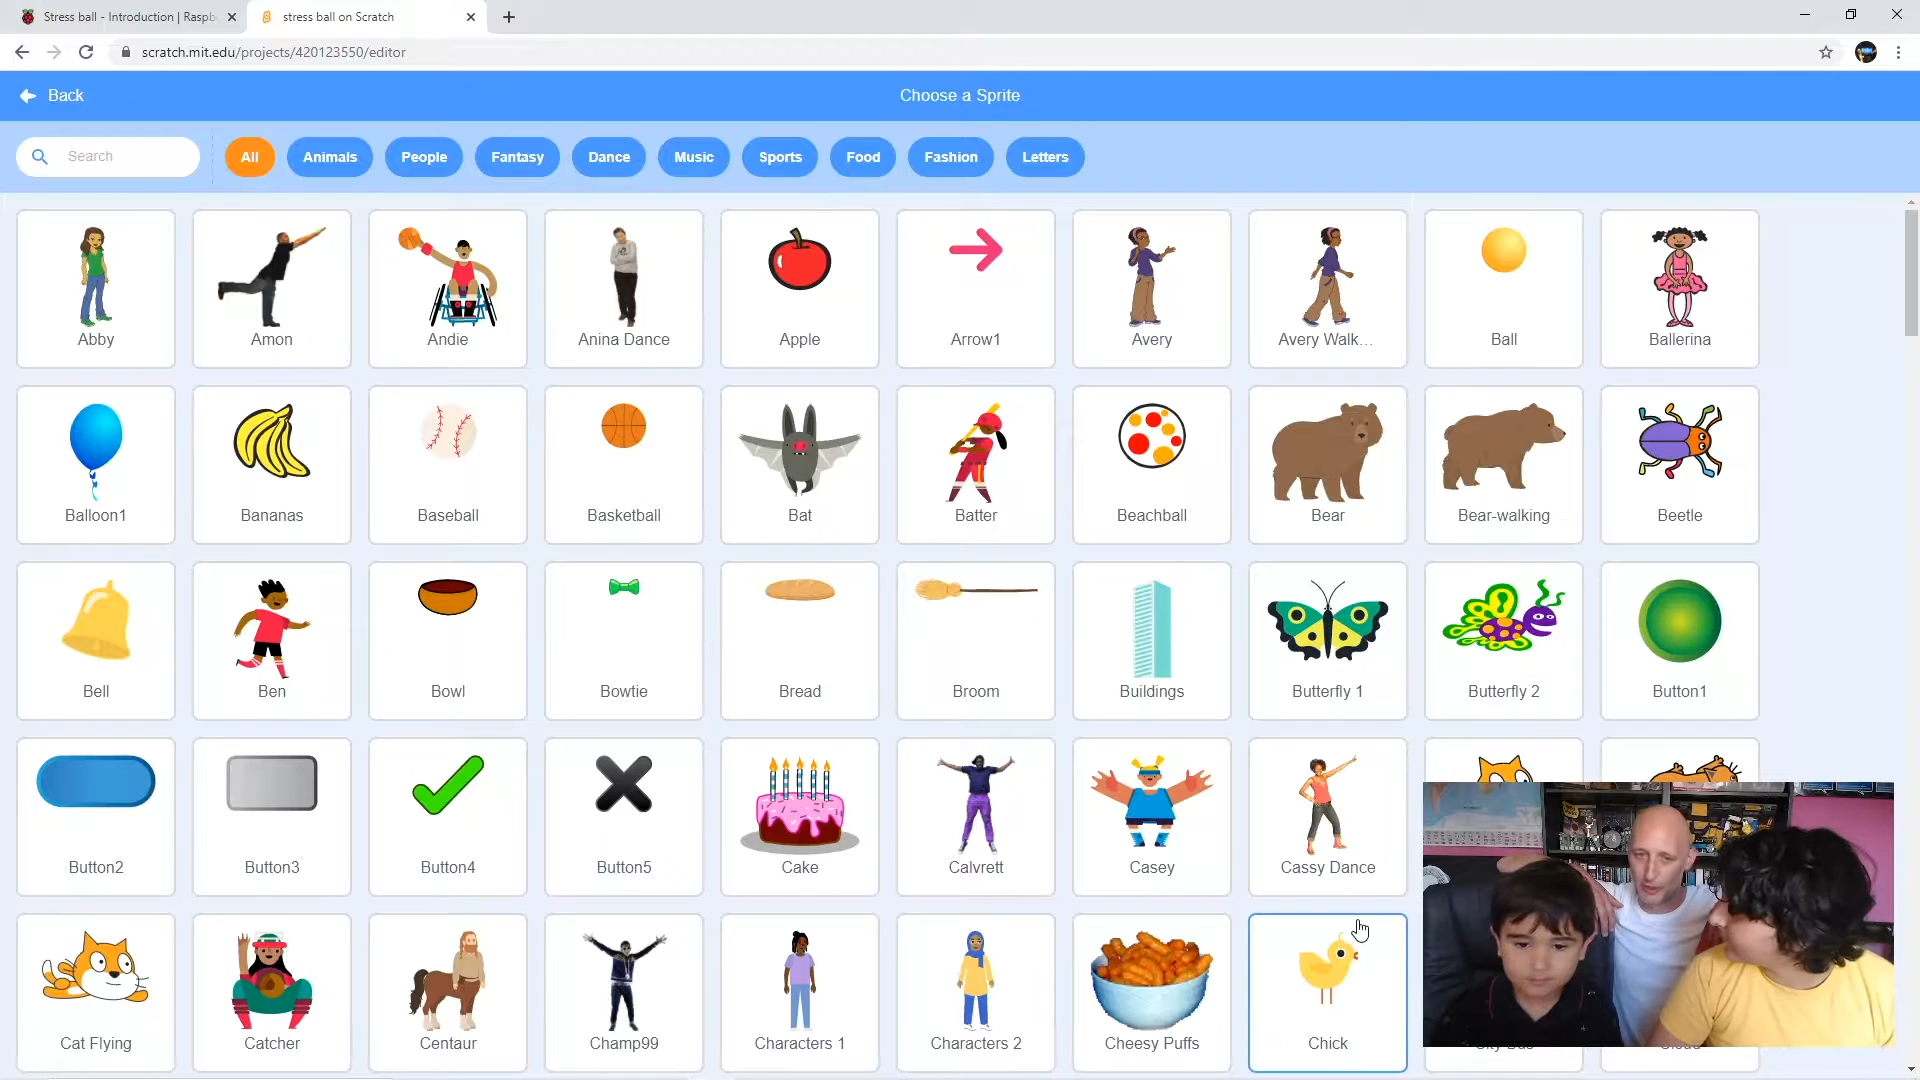 Stress ball - Introduction | Raspb
stress ball on Scratch
scratch.mit.edu/projects/420123550/editor
Back
Choose a Sprite
Search
All
Animals
People
Fantasy
Dance
Music
Sports
Food
Fashion
Letters
Abby
Amon
Andie
Anina Dance
Apple
Arrow1
Avery
Avery Walk...
Ball
Ballerina
Balloon1
Bananas
Baseball
Basketball
Bat
Batter
Beachball
Bear
Bear-walking
Beetle
Bell
Ben
Bowl
Bowtie
Bread
Broom
Buildings
Butterfly 1
Butterfly 2
Button1
Button2
Button3
Button4
Button5
Cake
Calvrett
Casey
Cassy Dance
Cat Flying
Catcher
Centaur
Champ99
Characters 1
Characters 2
Cheesy Puffs
Chick